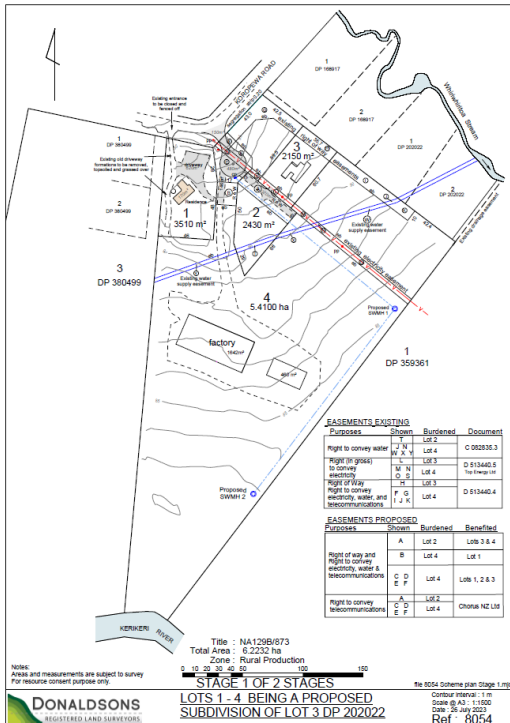 KURIOPEWA ROAD
1
DP 168917
2
DP 168917
1
DP 202022
2
DP 202022
Existing drainage easement
Existing entrance
to be closed and
fenced off
Existing old driveway
formations to be removed,
topsoiled and grassed over
1
DP 380499
2
DP 380499
3
DP 380499
Residence
1
3510 m²
2
2430 m²
3
2150 m²
existing right of way easements
Existing water
supply easement
existing electricity easement
Existing water
supply easement
4
5.4100 ha
Proposed
SWMH 1
factory
1642m²
1
DP 359361
Proposed
SWMH 2
KERIKERI RIVER
EASEMENTS EXISTING
Purposes Shown Burdened Document
Right to convey water T Lot 2 C 082835.3
J N W X Y Lot 4
Right (in gross) to convey electricity L Lot 3 D 513440.5
M N O S Lot 4 Top Energy Ltd
Right of Way H Lot 3
Right to convey electricity, water, and telecommunications F G I J K Lot 4 D 513440.4
EASEMENTS PROPOSED
Purposes Shown Burdened Benefited
Right of way and Right to convey electricity, water & telecommunications A Lot 2 Lots 3 & 4
B Lot 4 Lot 1
C D E F Lot 4 Lots 1, 2 & 3
Right to convey telecommunications A Lot 2 Chorus NZ Ltd
C D E F Lot 4
Title : NA129B/873
Total Area : 6.2232 ha
Zone : Rural Production
10 0 10 20 30 40 50 100 150
Notes:
Areas and measurements are subject to survey
For resource consent purpose only.
STAGE 1 OF 2 STAGES
file 8054 Scheme plan Stage 1.mjo
DONALDSONS
REGISTERED LAND SURVEYORS
LOTS 1 - 4 BEING A PROPOSED
SUBDIVISION OF LOT 3 DP 202022
Contour Interval : 1 m
Scale @ A3 : 1:1500
Date : 26 July 2023
Ref : 8054